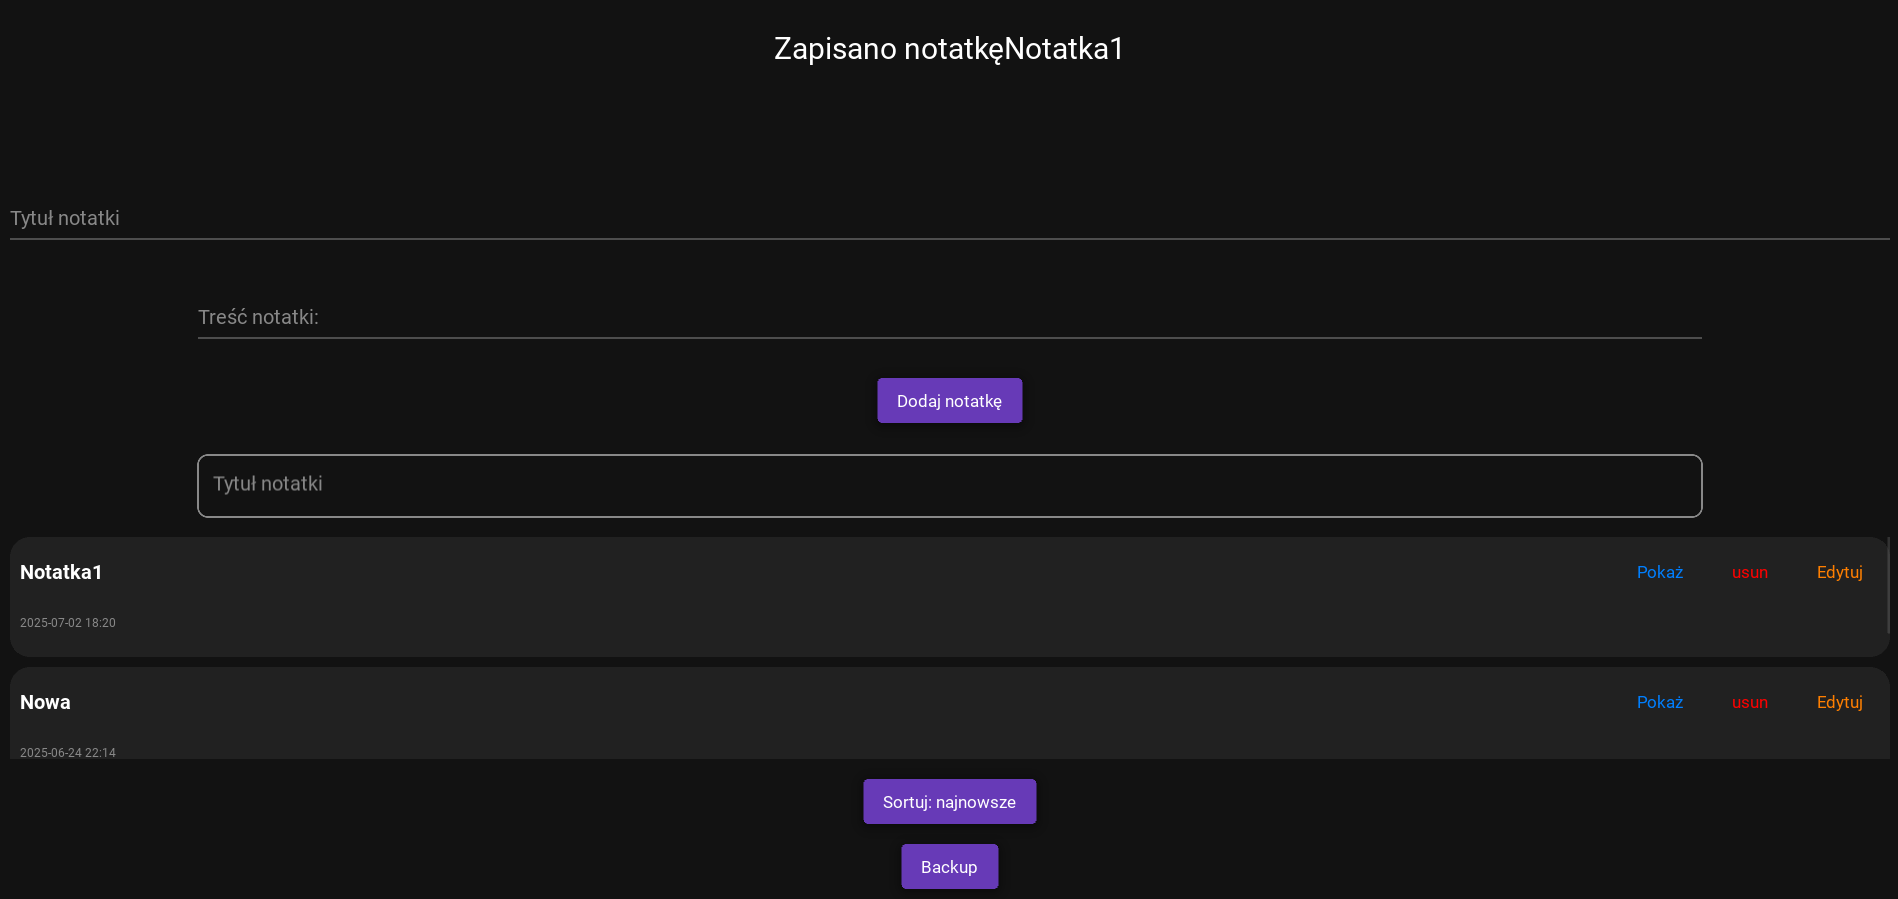 Zapisano notatkęNotatka1
Tytuł notatki
Treść notatki:
Dodaj notatkę
Tytuł notatki
Notatka1 Pokaż usun Edytuj
2025-07-02 18:20
Nowa Pokaż usun Edytuj
2025-06-24 22:14
Sortuj: najnowsze
Backup